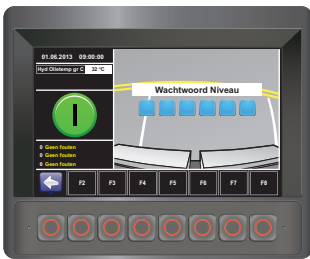 01.06.2013 09:00:00
Hyd Olietemp gr C 32 °C
Wachtwoord Niveau
0 Geen fouten
0 Geen fouten
0 Geen fouten
F2 F3 F4 F5 F6 F7 F8